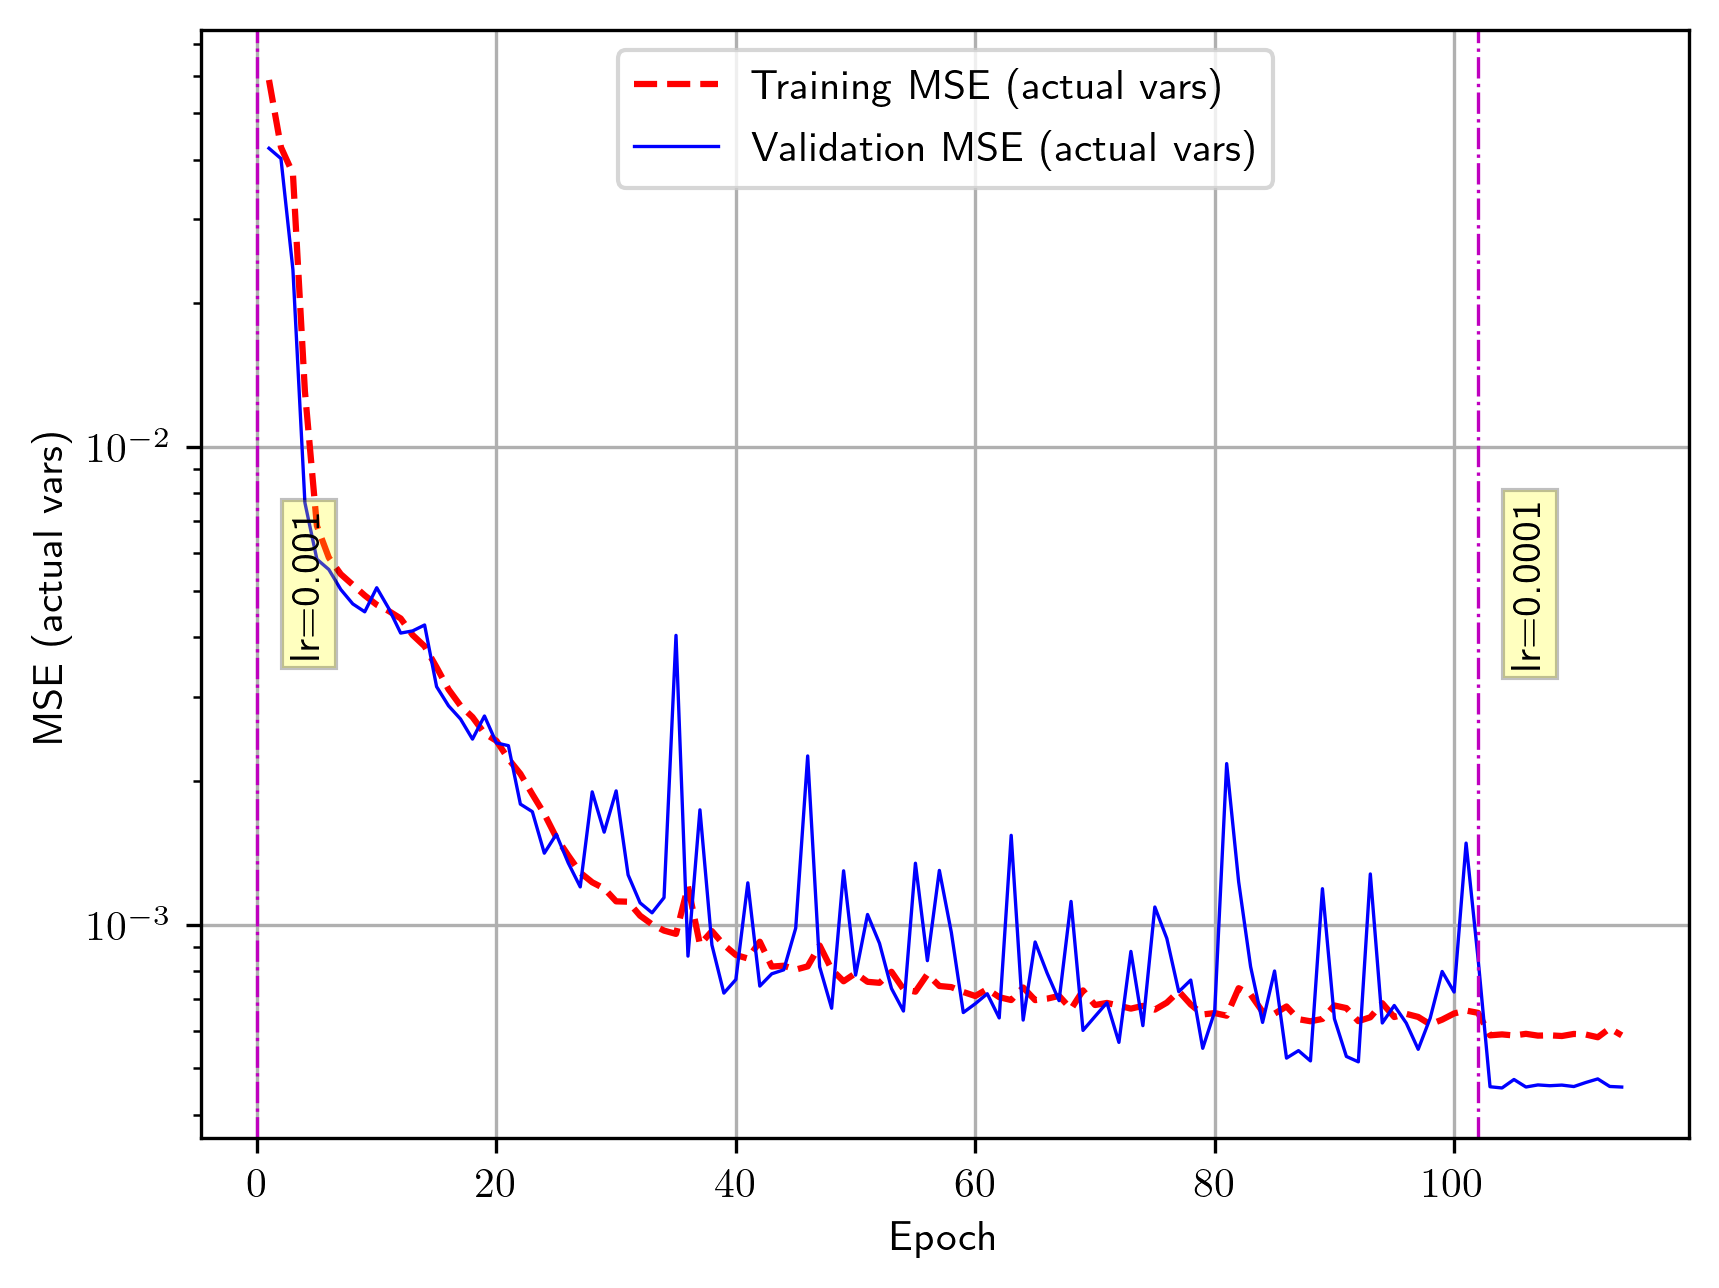 Training MSE (actual vars)
Validation MSE (actual vars)
MSE (actual vars)
10⁻²
10⁻³
lr=0.001
lr=0.0001
0 20 40 60 80 100
Epoch